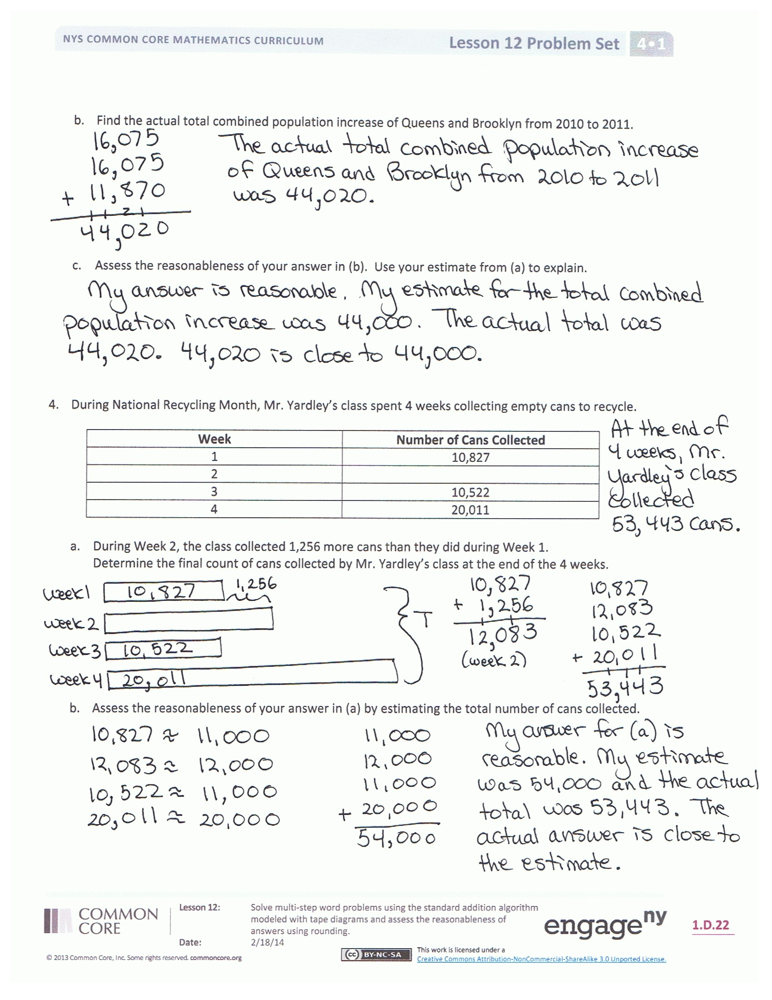 NYS COMMON CORE MATHEMATICS CURRICULUM Lesson 12 Problem Set 4•1
b. Find the actual total combined population increase of Queens and Brooklyn from 2010 to 2011.
16,075
16,075
+ 11,870
1 1 2 1
44,020
The actual total combined population increase
of Queens and Brooklyn from 2010 to 2011
was 44,020.
c. Assess the reasonableness of your answer in (b). Use your estimate from (a) to explain.
My answer is reasonable. My estimate for the total combined
population increase was 44,000. The actual total was
44,020. 44,020 is close to 44,000.
4. During National Recycling Month, Mr. Yardley's class spent 4 weeks collecting empty cans to recycle.
Week Number of Cans Collected
1 10,827
2
3 10,522
4 20,011
At the end of
4 weeks, Mr.
Yardley's class
collected
53,443 cans.
a. During Week 2, the class collected 1,256 more cans than they did during Week 1.
Determine the final count of cans collected by Mr. Yardley's class at the end of the 4 weeks.
week 1 10,827 1,256
week 2
week 3 10,522
week 4 20,011
T
10,827
+ 1,256
1 1
12,083
(week 2)
10,827
12,083
10,522
+ 20,011
1 1 1
53,443
b. Assess the reasonableness of your answer in (a) by estimating the total number of cans collected.
10,827 ≈ 11,000
12,083 ≈ 12,000
10,522 ≈ 11,000
20,011 ≈ 20,000
11,000
12,000
11,000
+ 20,000
54,000
My answer for (a) is
reasonable. My estimate
was 54,000 and the actual
total was 53,443. The
actual answer is close to
the estimate.
COMMON
CORE
Lesson 12: Solve multi-step word problems using the standard addition algorithm
modeled with tape diagrams and assess the reasonableness of
answers using rounding.
Date: 2/18/14
engage ny
1.D.22
© 2013 Common Core, Inc. Some rights reserved. commoncore.org
cc BY-NC-SA
This work is licensed under a
Creative Commons Attribution-NonCommercial-ShareAlike 3.0 Unported License.